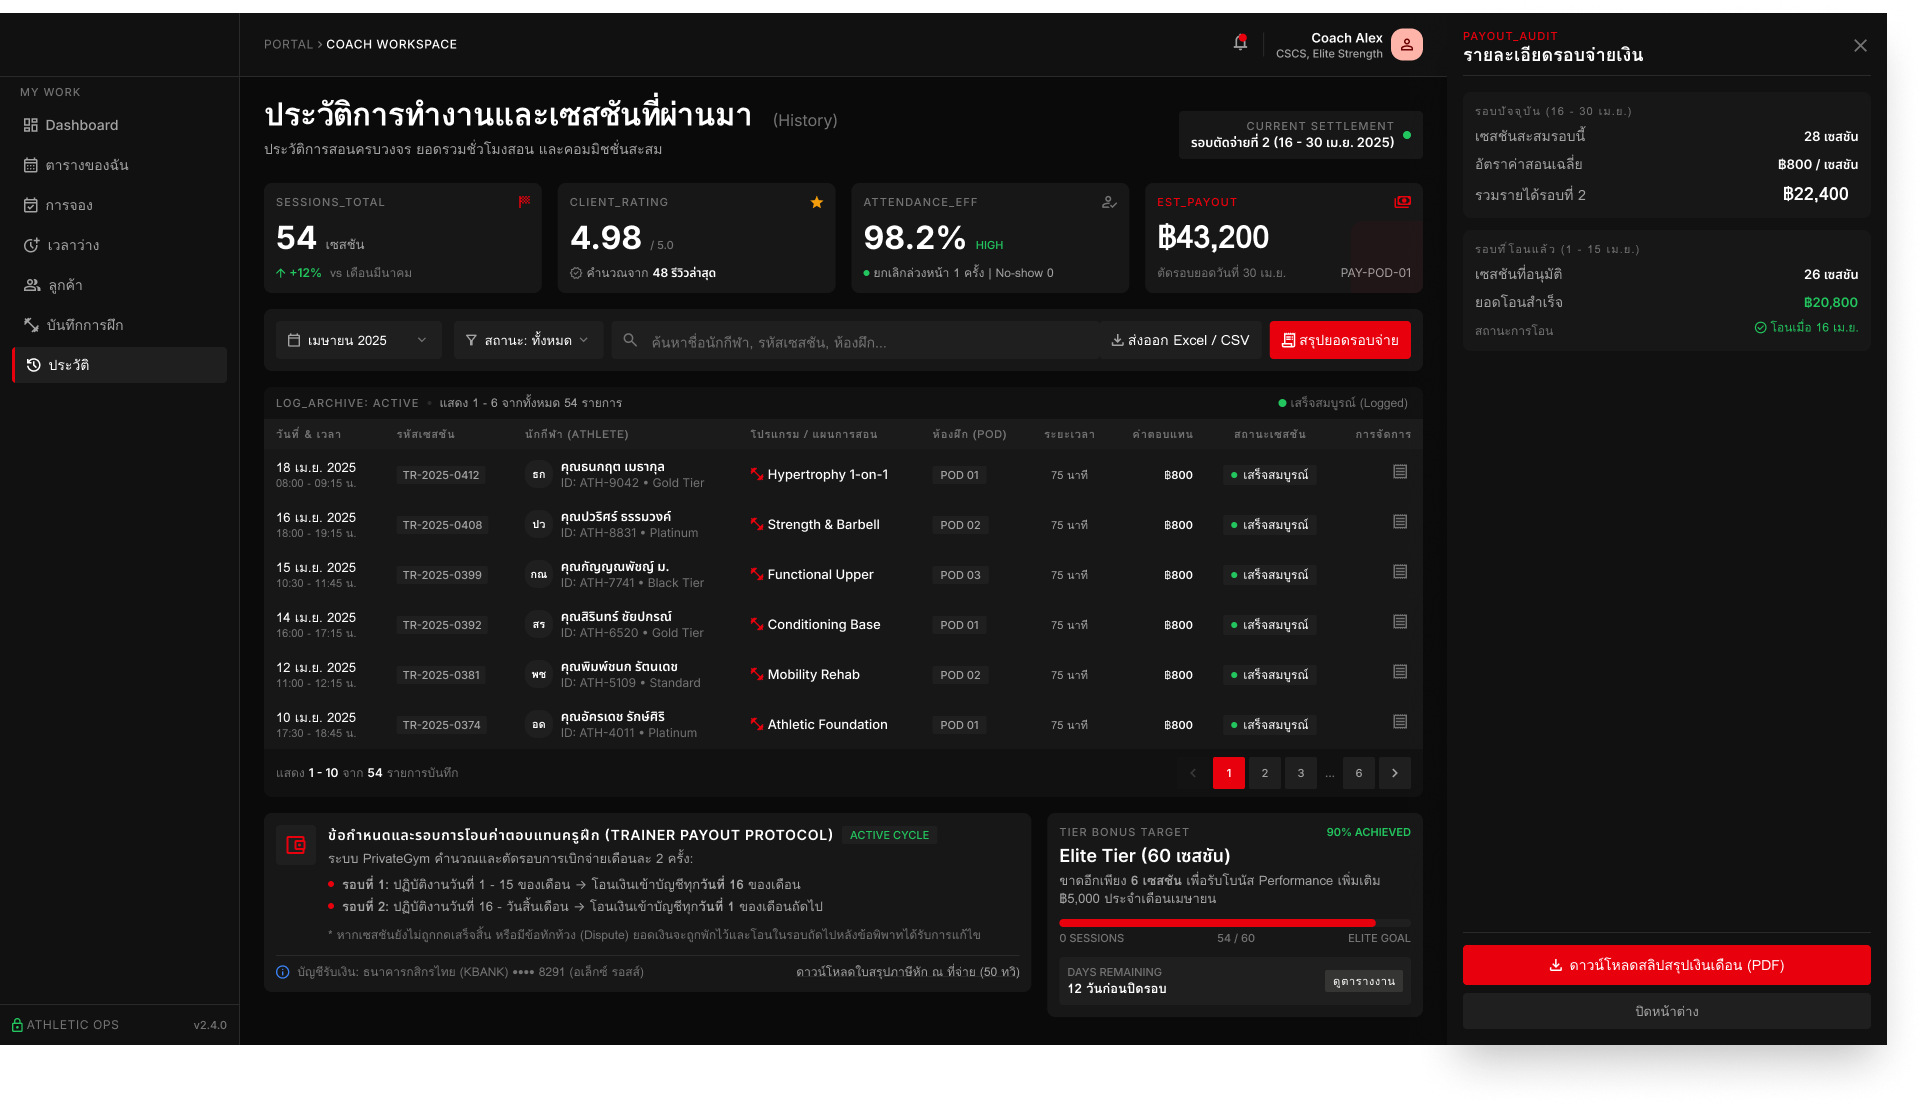 PORTAL > COACH WORKSPACE
Coach Alex
CSCS, Elite Strength
MY WORK
Dashboard
ตารางของฉัน
การจอง
เวลาว่าง
ลูกค้า
บันทึกการฝึก
ประวัติ
ATHLETIC OPS
v2.4.0
ประวัติการทำงานและเซสชันที่ผ่านมา (History)
ประวัติการสอนครบวงจร ยอดรวมชั่วโมงสอน และคอมมิชชั่นสะสม
CURRENT SETTLEMENT
รอบตัดจ่ายที่ 2 (16 - 30 เม.ย. 2025)
SESSIONS_TOTAL
54 เซสชัน
+12% vs เดือนมีนาคม
CLIENT_RATING
4.98 / 5.0
คำนวณจาก 48 รีวิวล่าสุด
ATTENDANCE_EFF
98.2% HIGH
ยกเลิกล่วงหน้า 1 ครั้ง | No-show 0
EST_PAYOUT
฿43,200
ตัดรอบยอดวันที่ 30 เม.ย. PAY-POD-01
เมษายน 2025
สถานะ: ทั้งหมด
ค้นหาชื่อนักกีฬา, รหัสเซสชัน, ห้องฝึก...
ส่งออก Excel / CSV
สรุปยอดรอบจ่าย
LOG_ARCHIVE: ACTIVE • แสดง 1 - 6 จากทั้งหมด 54 รายการ
เสร็จสมบูรณ์ (Logged)
วันที่ & เวลา รหัสเซสชัน นักกีฬา (ATHLETE) โปรแกรม / แผนการสอน ห้องฝึก (POD) ระยะเวลา ค่าตอบแทน สถานะเซสชัน การจัดการ
18 เม.ย. 2025
08:00 - 09:15 น.
TR-2025-0412
ธก
คุณธนกฤต เมธากุล
ID: ATH-9042 • Gold Tier
Hypertrophy 1-on-1
POD 01
75 นาที
฿800
เสร็จสมบูรณ์
16 เม.ย. 2025
18:00 - 19:15 น.
TR-2025-0408
ปว
คุณปวริศร์ ธรรมวงค์
ID: ATH-8831 • Platinum
Strength & Barbell
POD 02
75 นาที
฿800
เสร็จสมบูรณ์
15 เม.ย. 2025
10:30 - 11:45 น.
TR-2025-0399
กณ
คุณกัญญณพัชญ์ ม.
ID: ATH-7741 • Black Tier
Functional Upper
POD 03
75 นาที
฿800
เสร็จสมบูรณ์
14 เม.ย. 2025
16:00 - 17:15 น.
TR-2025-0392
สร
คุณสิรินทร์ ชัยปกรณ์
ID: ATH-6520 • Gold Tier
Conditioning Base
POD 01
75 นาที
฿800
เสร็จสมบูรณ์
12 เม.ย. 2025
11:00 - 12:15 น.
TR-2025-0381
พช
คุณพิมพ์ชนก รัตนเดช
ID: ATH-5109 • Standard
Mobility Rehab
POD 02
75 นาที
฿800
เสร็จสมบูรณ์
10 เม.ย. 2025
17:30 - 18:45 น.
TR-2025-0374
อด
คุณอัครเดช รักษ์ศิริ
ID: ATH-4011 • Platinum
Athletic Foundation
POD 01
75 นาที
฿800
เสร็จสมบูรณ์
แสดง 1 - 10 จาก 54 รายการบันทึก
1 2 3 ... 6
ข้อกำหนดและรอบการโอนค่าตอบแทนครูฝึก (TRAINER PAYOUT PROTOCOL) ACTIVE CYCLE
ระบบ PrivateGym คำนวณและตัดรอบการเบิกจ่ายเดือนละ 2 ครั้ง:
• รอบที่ 1: ปฏิบัติงานวันที่ 1 - 15 ของเดือน → โอนเงินเข้าบัญชีทุกวันที่ 16 ของเดือน
• รอบที่ 2: ปฏิบัติงานวันที่ 16 - วันสิ้นเดือน → โอนเงินเข้าบัญชีทุกวันที่ 1 ของเดือนถัดไป
* หากเซสชันยังไม่ถูกกดเสร็จสิ้น หรือมีข้อทักท้วง (Dispute) ยอดเงินจะถูกพักไว้และโอนในรอบถัดไปหลังข้อพิพาทได้รับการแก้ไข
บัญชีรับเงิน: ธนาคารกสิกรไทย (KBANK) •••• 8291 (อเล็กซ์ รอสส์)
ดาวน์โหลดใบสรุปภาษีหัก ณ ที่จ่าย (50 ทวิ)
TIER BONUS TARGET
90% ACHIEVED
Elite Tier (60 เซสชัน)
ขาดอีกเพียง 6 เซสชัน เพื่อรับโบนัส Performance เพิ่มเติม
฿5,000 ประจำเดือนเมษายน
0 SESSIONS 54 / 60 ELITE GOAL
DAYS REMAINING
12 วันก่อนปิดรอบ
ดูตารางงาน
PAYOUT_AUDIT
รายละเอียดรอบจ่ายเงิน
รอบปัจจุบัน (16 - 30 เม.ย.)
เซสชันสะสมรอบนี้ 28 เซสชัน
อัตราค่าสอนเฉลี่ย ฿800 / เซสชัน
รวมรายได้รอบที่ 2 ฿22,400
รอบที่โอนแล้ว (1 - 15 เม.ย.)
เซสชันที่อนุมัติ 26 เซสชัน
ยอดโอนสำเร็จ ฿20,800
สถานะการโอน โอนเมื่อ 16 เม.ย.
ดาวน์โหลดสลิปสรุปเงินเดือน (PDF)
ปิดหน้าต่าง